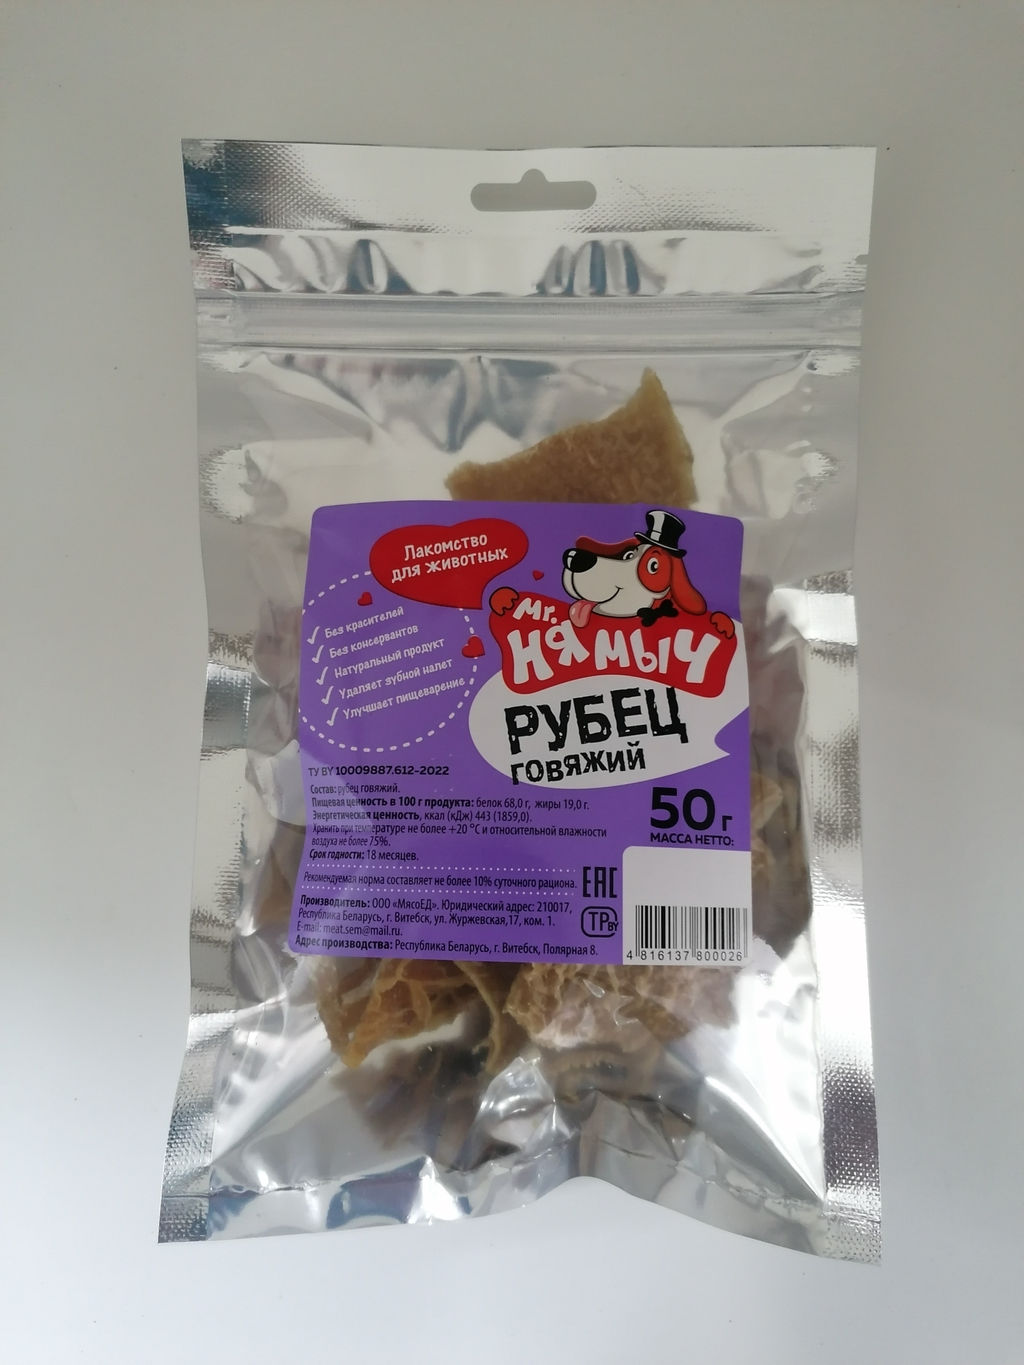 Лакомство
для животных
Без красителей
Без консервантов
Натуральный продукт
Удаляет зубной налет
Улучшает пищеварение
Mr.
НЯМЫЧ
РУБЕЦ
ГОВЯЖИЙ
50 г
МАССА НЕТТО:
ТУ BY 10009887.612-2022
Состав: рубец говяжий.
Пищевая ценность в 100 г продукта: белок 68,0 г, жиры 19,0 г.
Энергетическая ценность, ккал (кДж) 443 (1859,0).
Хранить при температуре не более +20 °С и относительной влажности
воздуха не более 75%.
Срок годности: 18 месяцев.
Рекомендуемая норма составляет не более 10% суточного рациона.
Производитель: ООО «МясоЕД». Юридический адрес: 210017,
Республика Беларусь, г. Витебск, ул. Журжевская,17, ком. 1.
E-mail: meat.sem@mail.ru.
Адрес производства: Республика Беларусь, г. Витебск, Полярная 8.
ЕАС
ТР BY
4 816137 800026